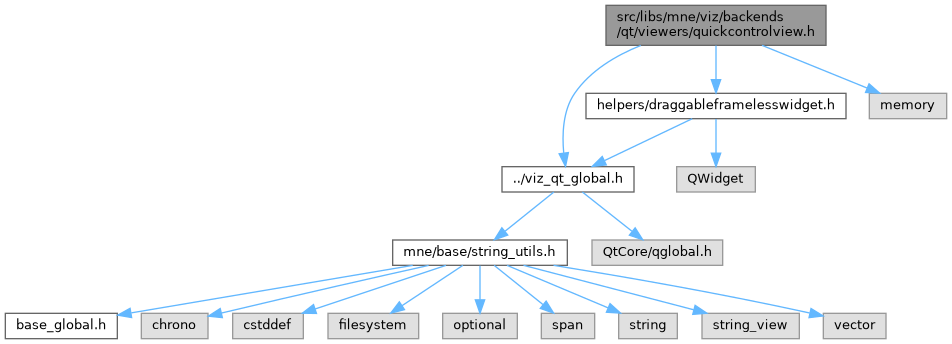 src/libs/mne/viz/backends
/qt/viewers/quickcontrolview.h
helpers/draggableframelesswidget.h
memory
../viz_qt_global.h
QWidget
mne/base/string_utils.h
QtCore/qglobal.h
base_global.h
chrono
cstddef
filesystem
optional
span
string
string_view
vector